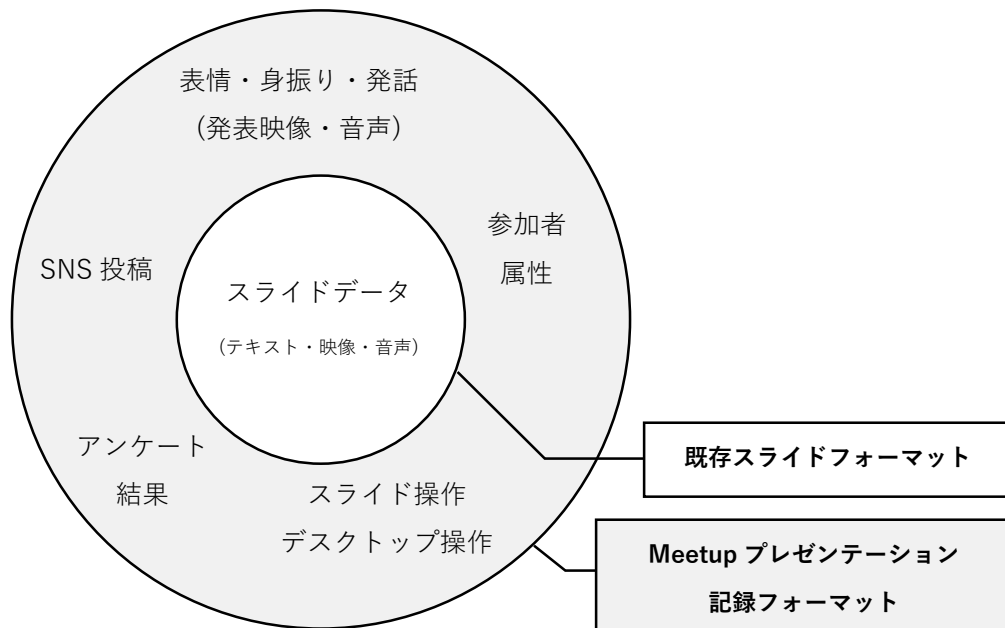 表情・身振り・発話
(発表映像・音声)
参加者
属性
SNS 投稿
スライドデータ
(テキスト・映像・音声)
アンケート
結果
スライド操作
デスクトップ操作
既存スライドフォーマット
Meetup プレゼンテーション
記録フォーマット